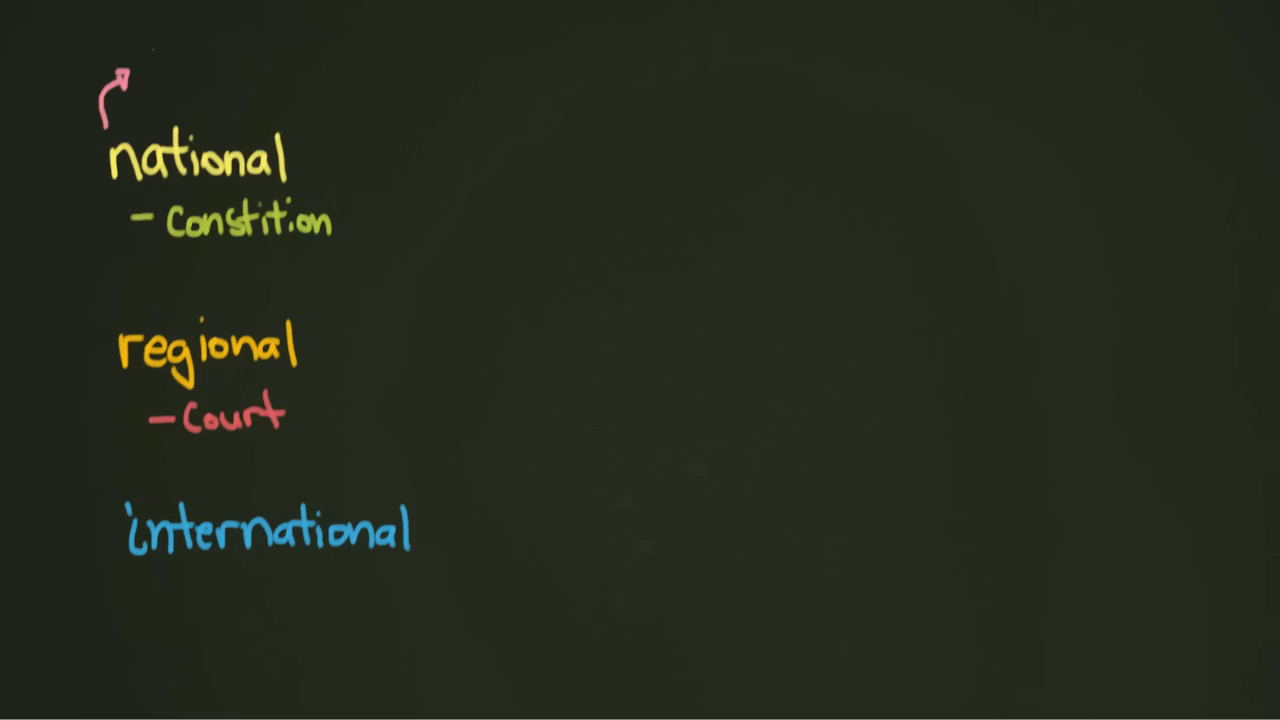 national
- Constition
regional
- Court
international